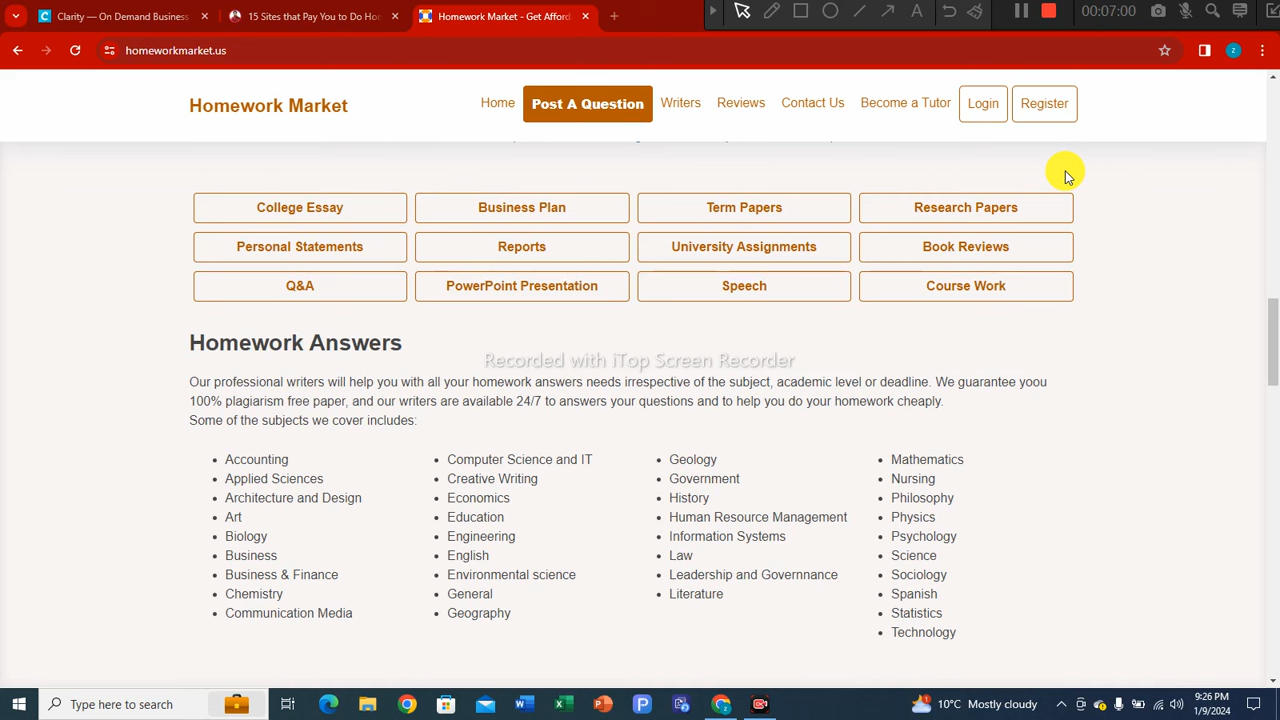 Clarity — On Demand Business
15 Sites that Pay You to Do Ho
Homework Market - Get Afford
00:07:00
homeworkmarket.us
z
Homework Market
Home
Post A Question
Writers
Reviews
Contact Us
Become a Tutor
Login
Register
College Essay
Business Plan
Term Papers
Research Papers
Personal Statements
Reports
University Assignments
Book Reviews
Q&A
PowerPoint Presentation
Speech
Course Work
Homework Answers
Recorded with iTop Screen Recorder
Our professional writers will help you with all your homework answers needs irrespective of the subject, academic level or deadline. We guarantee yoou
100% plagiarism free paper, and our writers are available 24/7 to answers your questions and to help you do your homework cheaply.
Some of the subjects we cover includes:
Accounting
Applied Sciences
Architecture and Design
Art
Biology
Business
Business & Finance
Chemistry
Communication Media
Computer Science and IT
Creative Writing
Economics
Education
Engineering
English
Environmental science
General
Geography
Geology
Government
History
Human Resource Management
Information Systems
Law
Leadership and Governnance
Literature
Mathematics
Nursing
Philosophy
Physics
Psychology
Science
Sociology
Spanish
Statistics
Technology
Type here to search
10°C Mostly cloudy
9:26 PM
1/9/2024